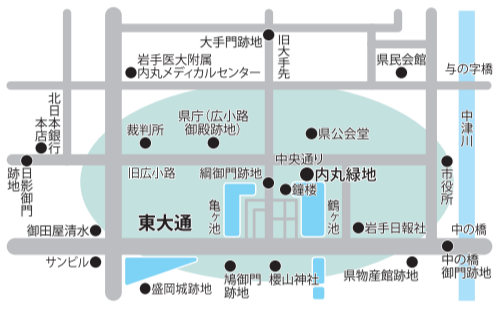 大手門跡地
旧大手先
岩手医大附属
内丸メディカルセンター
県民会館
与の字橋
北日本銀行
本店
裁判所
県庁(広小路
御殿跡地)
県公会堂
中津川
日影御門
跡地
旧広小路
綱御門跡地
中央通り
内丸緑地
鐘楼
市役所
東大通
亀ヶ池
鶴ヶ池
御田屋清水
岩手日報社
中の橋
サンビル
盛岡城跡地
鳩御門
跡地
櫻山神社
県物産館跡地
中の橋
御門跡地